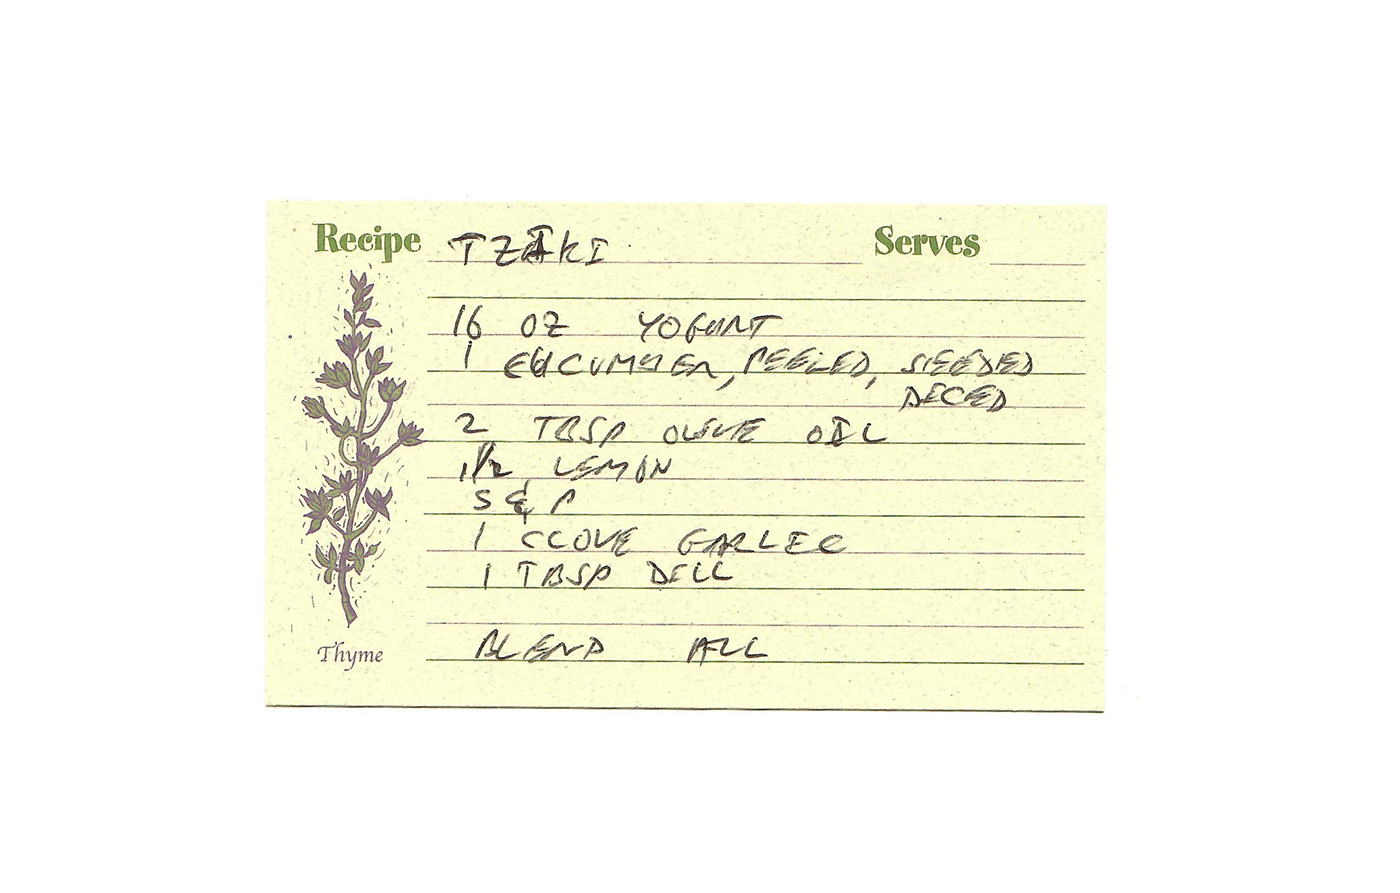 Recipe TZAKI Serves
16 OZ YOGURT
1 CUCUMBER, PEELED, SEEDED
DICED
2 TBSP OLIVE OIL
1/2 LEMON
S & P
1 CLOVE GARLIC
1 TBSP DILL
BLEND ALL
Thyme